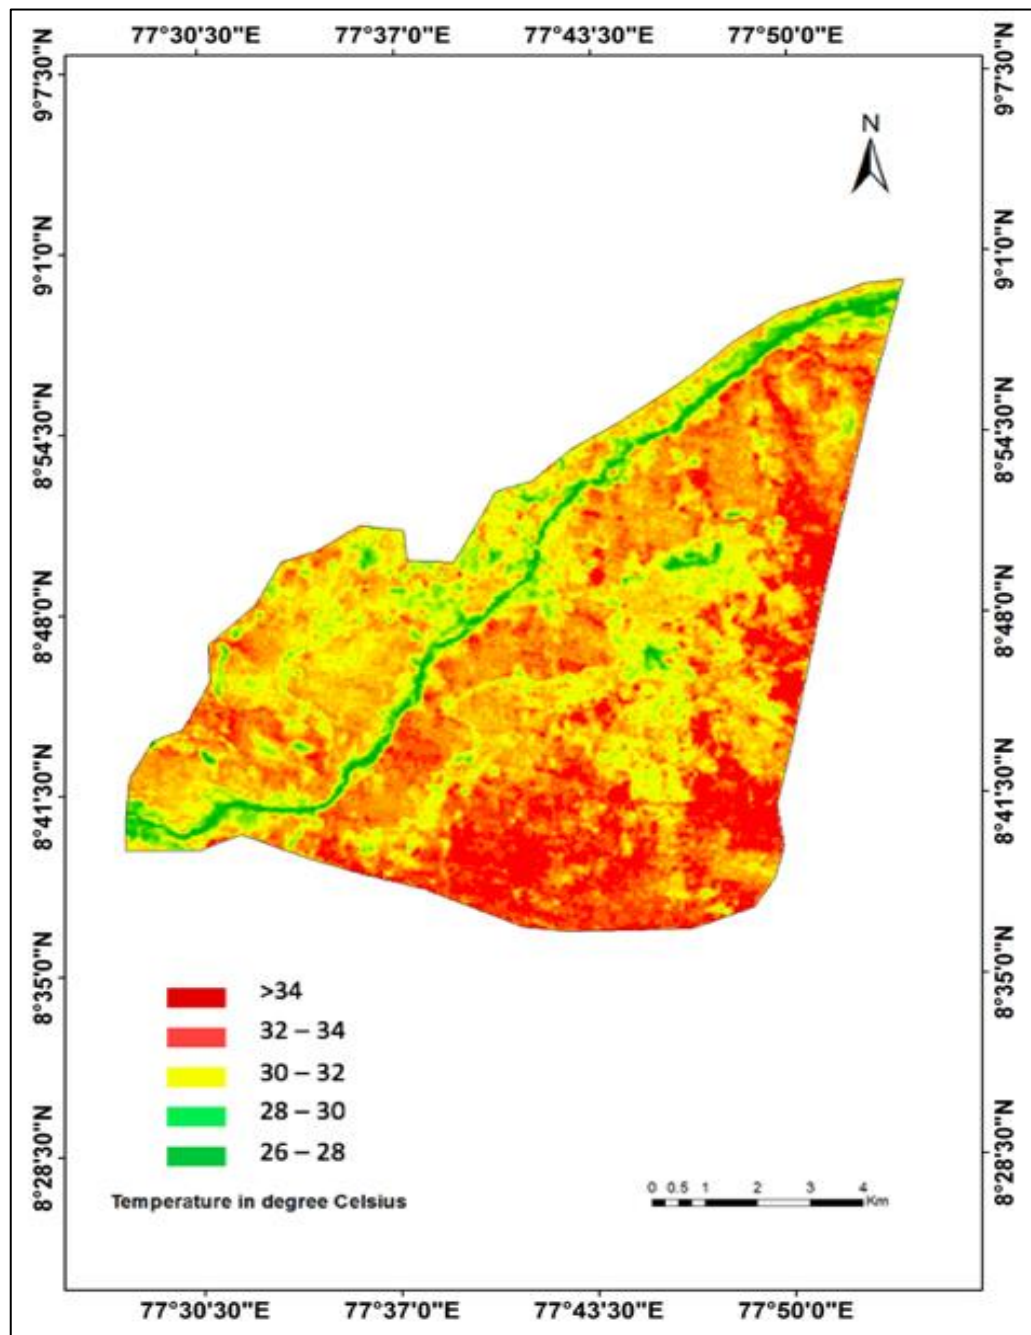 77°30'30"E 77°37'0"E 77°43'30"E 77°50'0"E
9°7'30"N
9°7'30"N
N
9°1'0"N
9°1'0"N
8°54'30"N
8°54'30"N
8°48'0"N
8°48'0"N
8°41'30"N
8°41'30"N
8°35'0"N
8°35'0"N
>34
32 – 34
30 – 32
28 – 30
26 – 28
8°28'30"N
8°28'30"N
Temperature in degree Celsius
0 0.5 1 2 3 4
Km
77°30'30"E 77°37'0"E 77°43'30"E 77°50'0"E